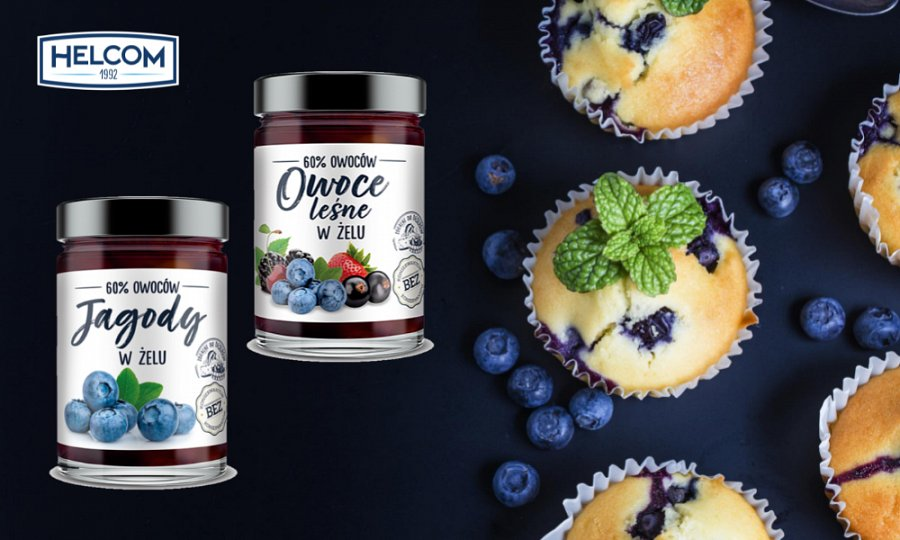 HELCOM
1992
60% OWOCÓW
Owoce
leśne
W ŻELU
BEZ
60% OWOCÓW
Jagody
W ŻELU
BEZ